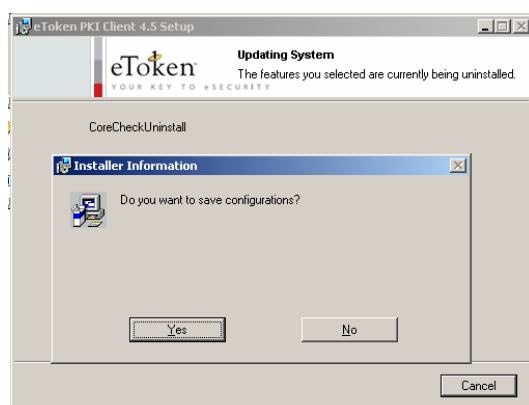 eToken PKI Client 4.5 Setup
eToken
YOUR KEY TO eSECURITY
Updating System
The features you selected are currently being uninstalled.
CoreCheckUninstall
Installer Information
Do you want to save configurations?
Yes
No
Cancel